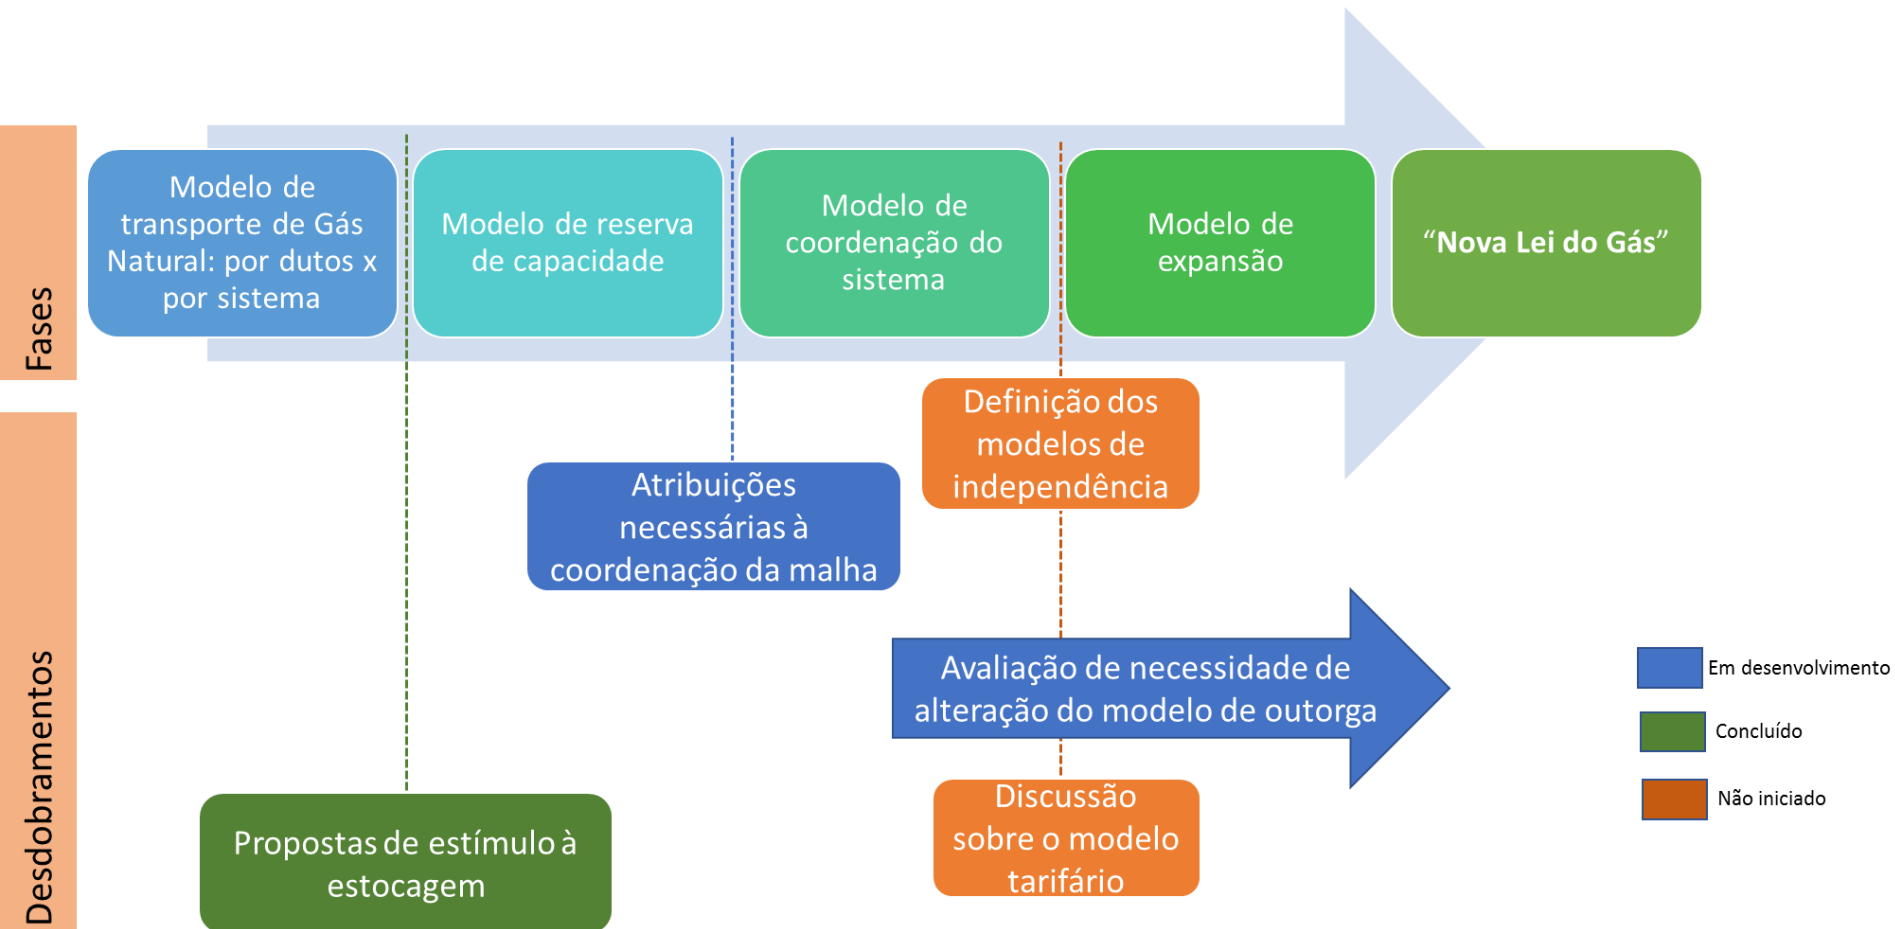 Fases
Modelo de
transporte de Gás
Natural: por dutos x
por sistema
Modelo de reserva
de capacidade
Modelo de
coordenação do
sistema
Modelo de
expansão
“Nova Lei do Gás”
Desdobramentos
Definição dos
modelos de
independência
Atribuições
necessárias à
coordenação da malha
Avaliação de necessidade de
alteração do modelo de outorga
Discussão
sobre o modelo
tarifário
Propostas de estímulo à
estocagem
Em desenvolvimento
Concluído
Não iniciado